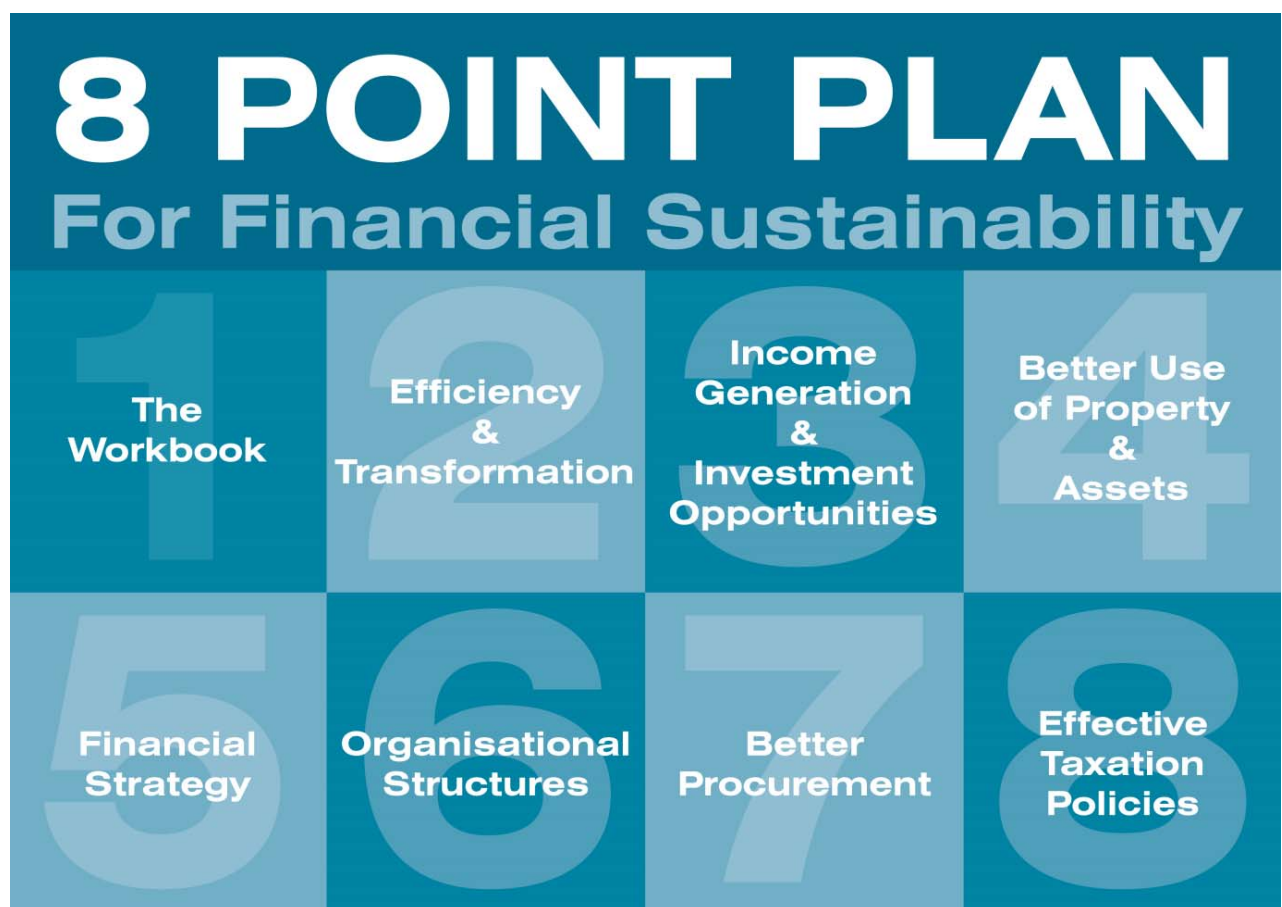 8 POINT PLAN
For Financial Sustainability
1
The
Workbook
2
Efficiency
&
Transformation
3
Income
Generation
&
Investment
Opportunities
4
Better Use
of Property
&
Assets
5
Financial
Strategy
6
Organisational
Structures
7
Better
Procurement
8
Effective
Taxation
Policies